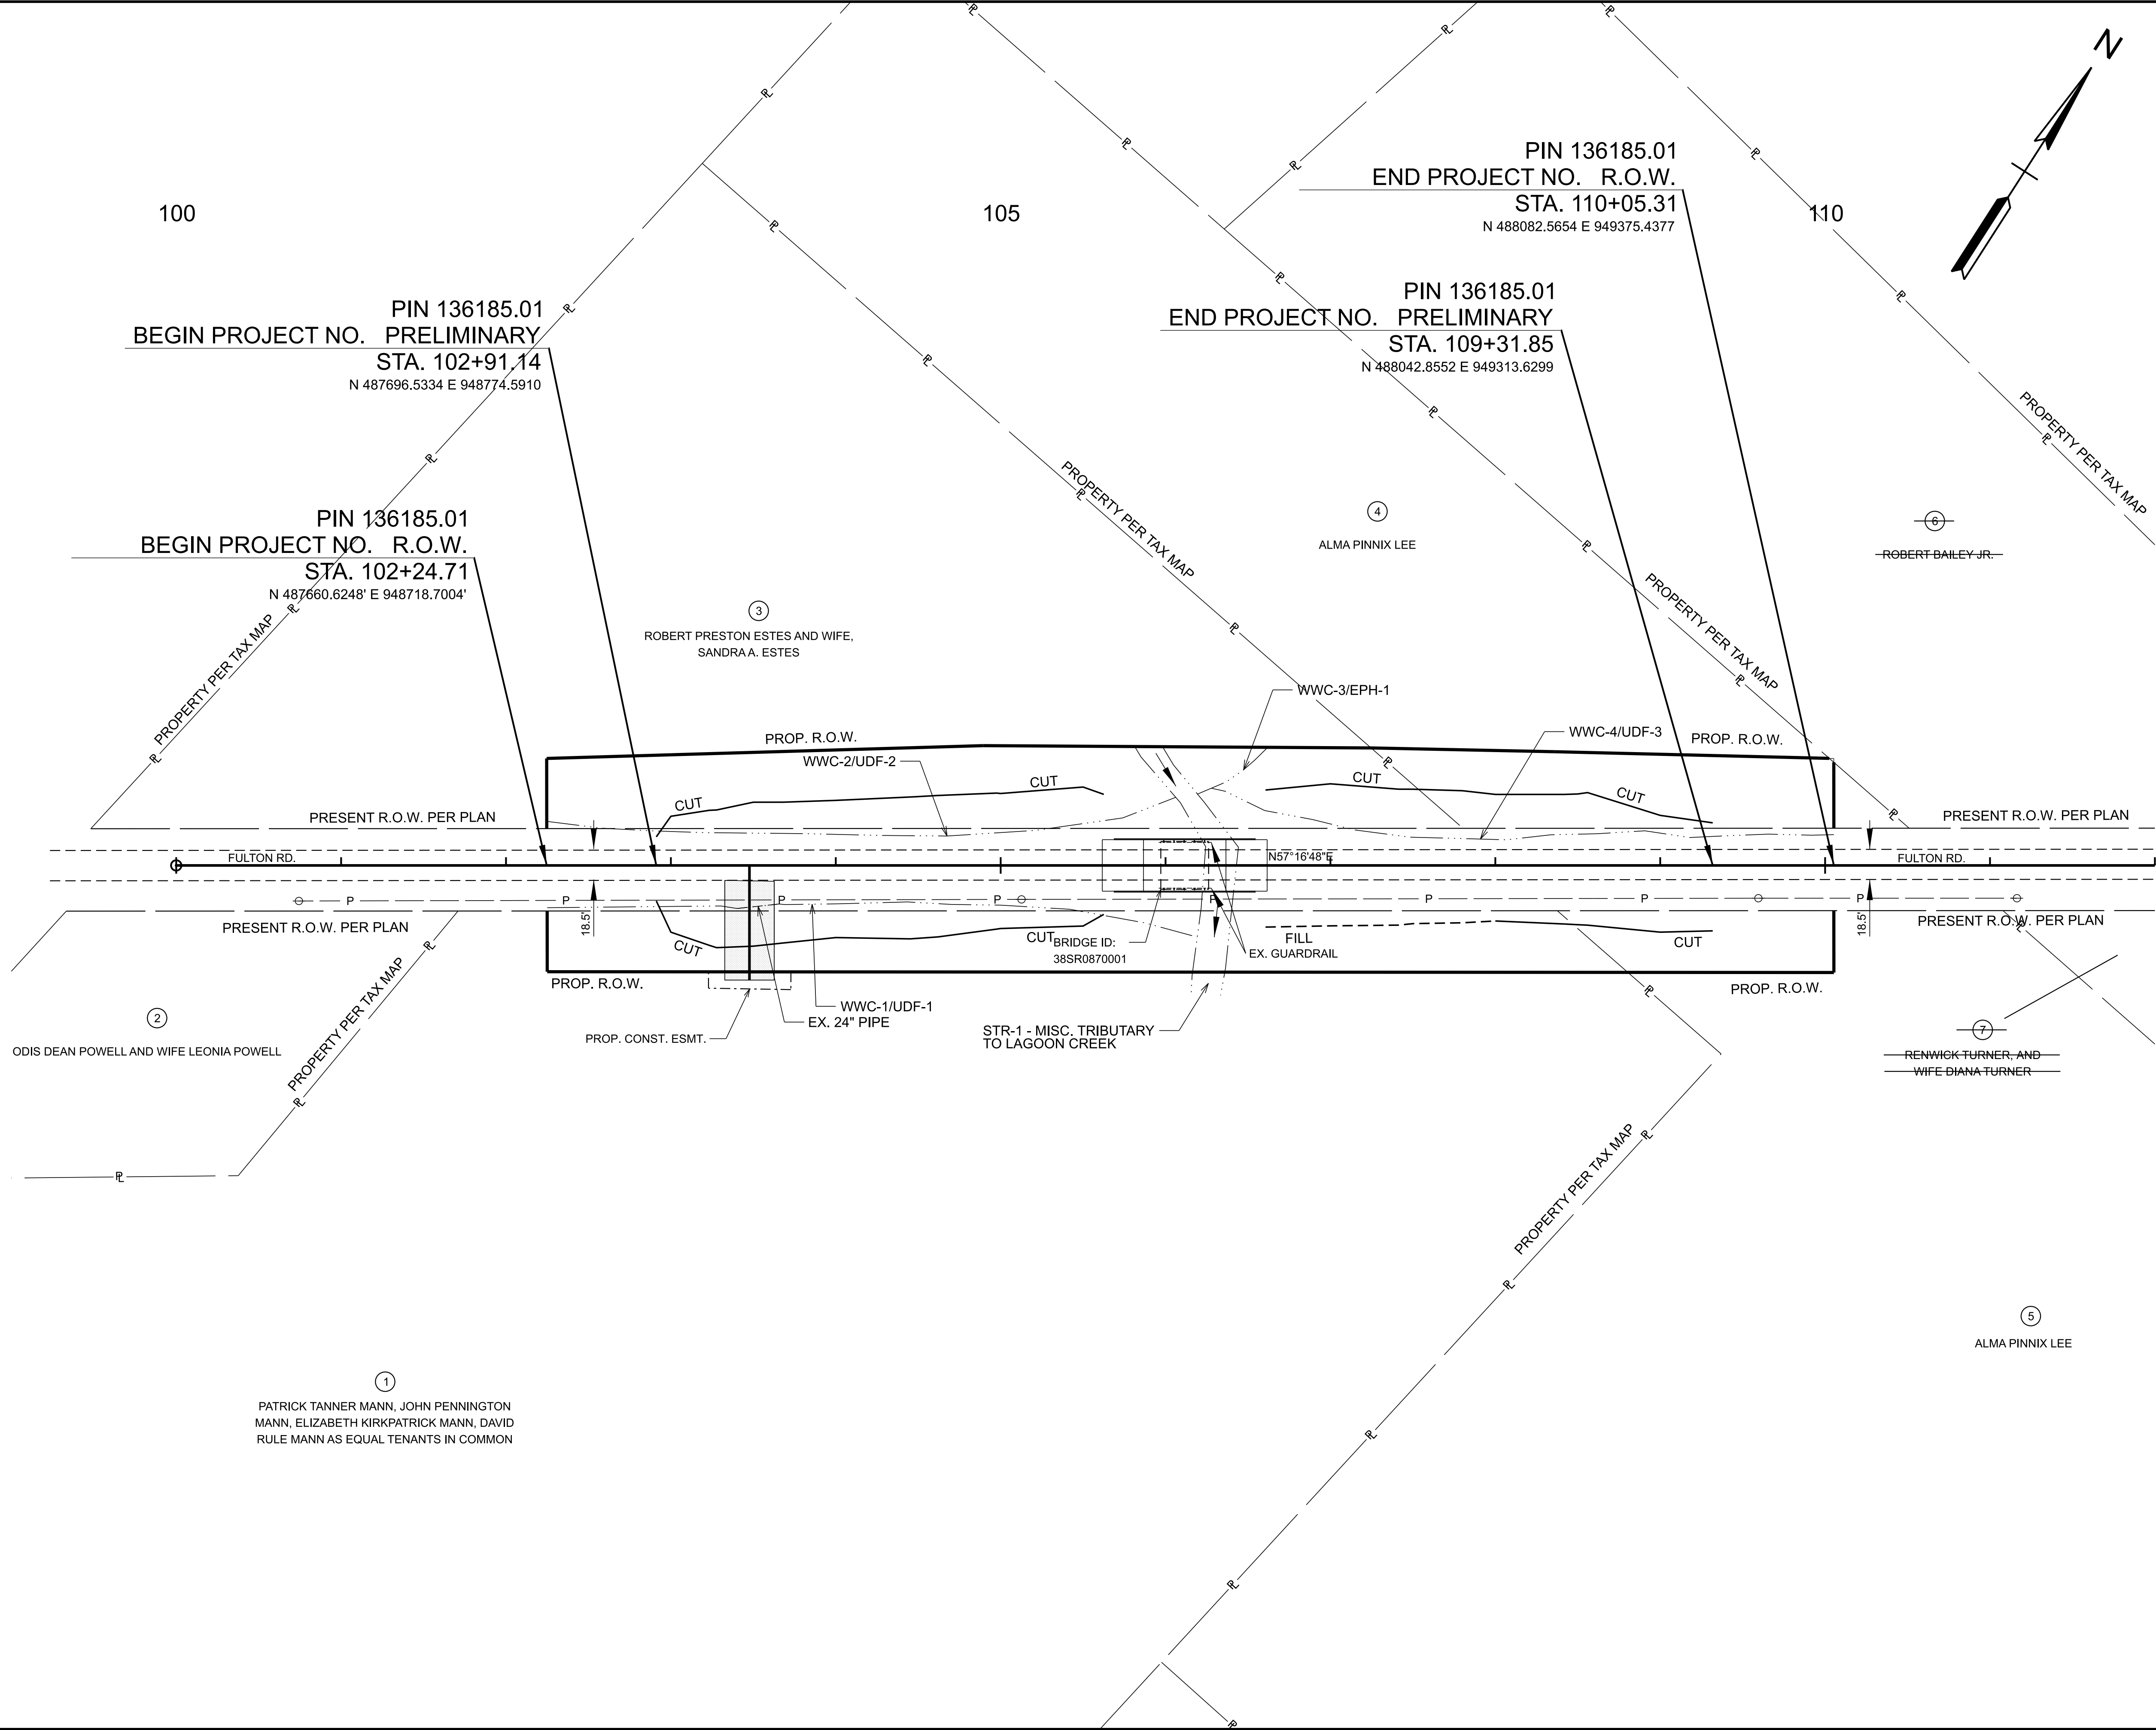 N
PIN 136185.01
END PROJECT NO. R.O.W.
STA. 110+05.31
N 488082.5654 E 949375.4377
100
105
110
PIN 136185.01
END PROJECT NO. PRELIMINARY
STA. 109+31.85
N 488042.8552 E 949313.6299
PIN 136185.01
BEGIN PROJECT NO. PRELIMINARY
STA. 102+91.14
N 487696.5334 E 948774.5910
PIN 136185.01
BEGIN PROJECT NO. R.O.W.
STA. 102+24.71
N 487660.6248' E 948718.7004'
PROPERTY PER TAX MAP
PROPERTY PER TAX MAP
PROPERTY PER TAX MAP
PROPERTY PER TAX MAP
4
ALMA PINNIX LEE
6
ROBERT BAILEY JR.
3
ROBERT PRESTON ESTES AND WIFE,
SANDRA A. ESTES
WWC-3/EPH-1
WWC-4/UDF-3
PROP. R.O.W.
PROP. R.O.W.
WWC-2/UDF-2
CUT
CUT
CUT
CUT
PRESENT R.O.W. PER PLAN
PRESENT R.O.W. PER PLAN
FULTON RD.
N57°16'48"E
FULTON RD.
P
P
P
P
P
P
P
P
18.5'
18.5'
PRESENT R.O.W. PER PLAN
PRESENT R.O.W. PER PLAN
CUT
CUT
BRIDGE ID:
38SR0870001
FILL
EX. GUARDRAIL
CUT
PROP. R.O.W.
PROP. R.O.W.
WWC-1/UDF-1
EX. 24" PIPE
PROP. CONST. ESMT.
STR-1 - MISC. TRIBUTARY
TO LAGOON CREEK
2
ODIS DEAN POWELL AND WIFE LEONIA POWELL
PROPERTY PER TAX MAP
7
RENWICK TURNER, AND
WIFE DIANA TURNER
PROPERTY PER TAX MAP
5
ALMA PINNIX LEE
1
PATRICK TANNER MANN, JOHN PENNINGTON
MANN, ELIZABETH KIRKPATRICK MANN, DAVID
RULE MANN AS EQUAL TENANTS IN COMMON